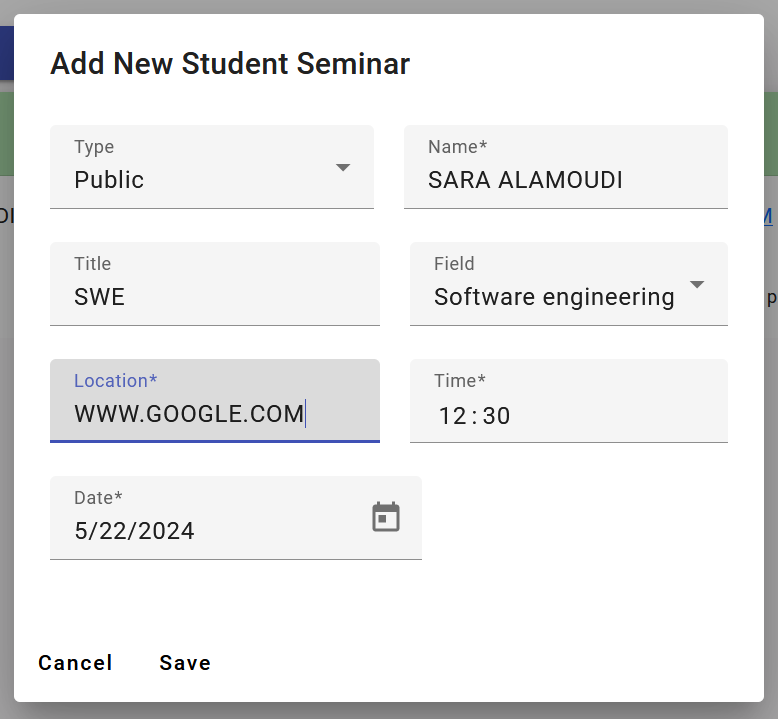 Add New Student Seminar
Type
Public
Name*
SARA ALAMOUDI
Title
SWE
Field
Software engineering
Location*
WWW.GOOGLE.COM
Time*
12:30
Date*
5/22/2024
Cancel Save